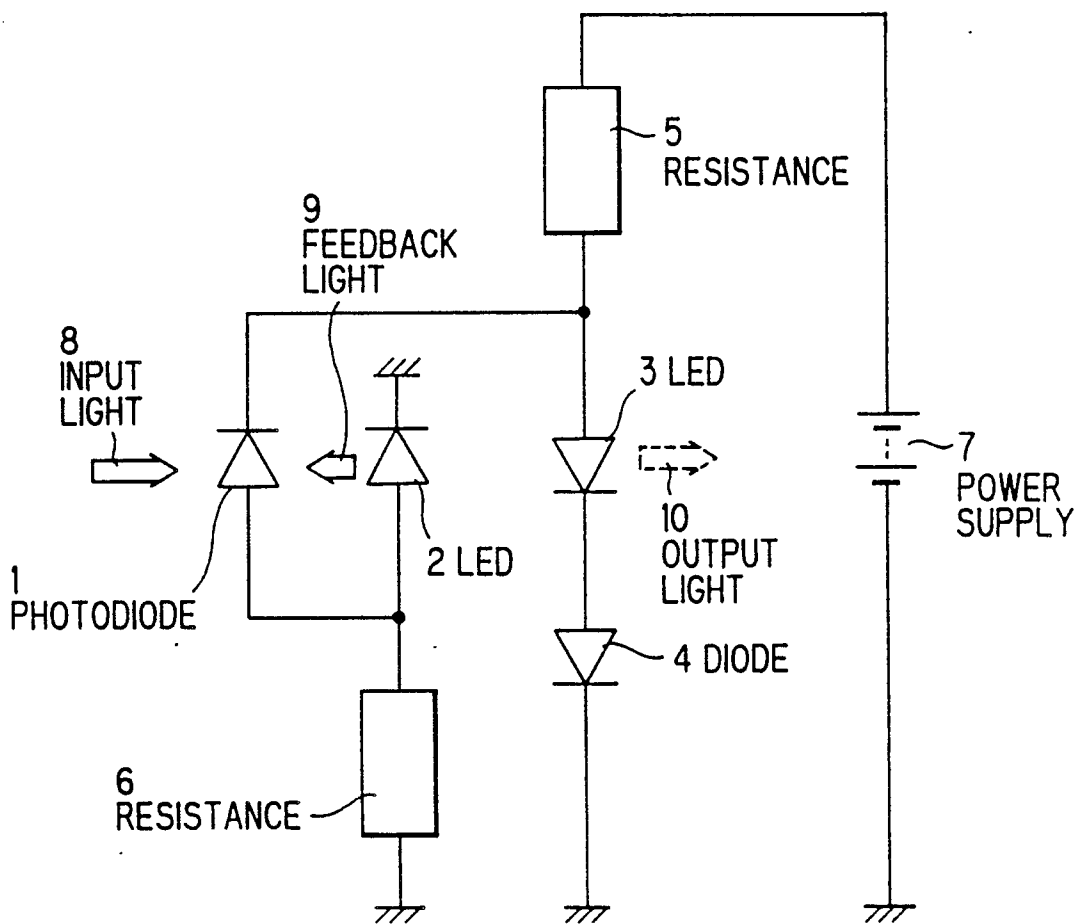 5
RESISTANCE
9
FEEDBACK
LIGHT
8
INPUT
LIGHT
3 LED
7
POWER
SUPPLY
10
OUTPUT
LIGHT
2 LED
1
PHOTODIODE
4 DIODE
6
RESISTANCE